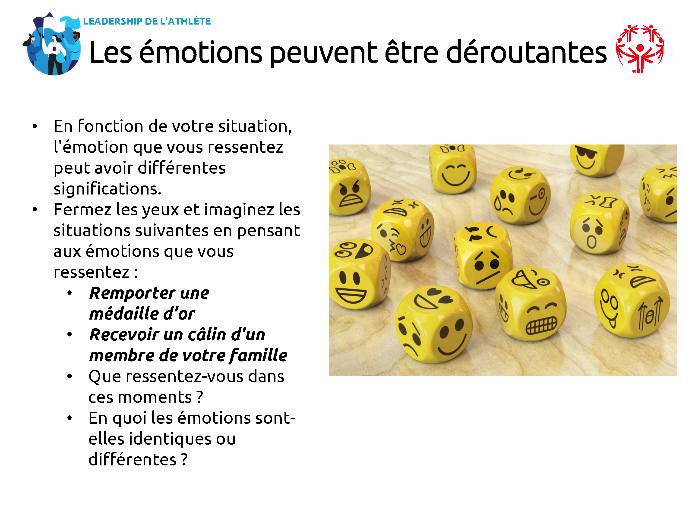 LEADERSHIP DE L'ATHLÈTE
Les émotions peuvent être déroutantes
• En fonction de votre situation,
l'émotion que vous ressentez
peut avoir différentes
significations.
• Fermez les yeux et imaginez les
situations suivantes en pensant
aux émotions que vous
ressentez :
• Remporter une
médaille d'or
• Recevoir un câlin d'un
membre de votre famille
• Que ressentez-vous dans
ces moments ?
• En quoi les émotions sont-
elles identiques ou
différentes ?